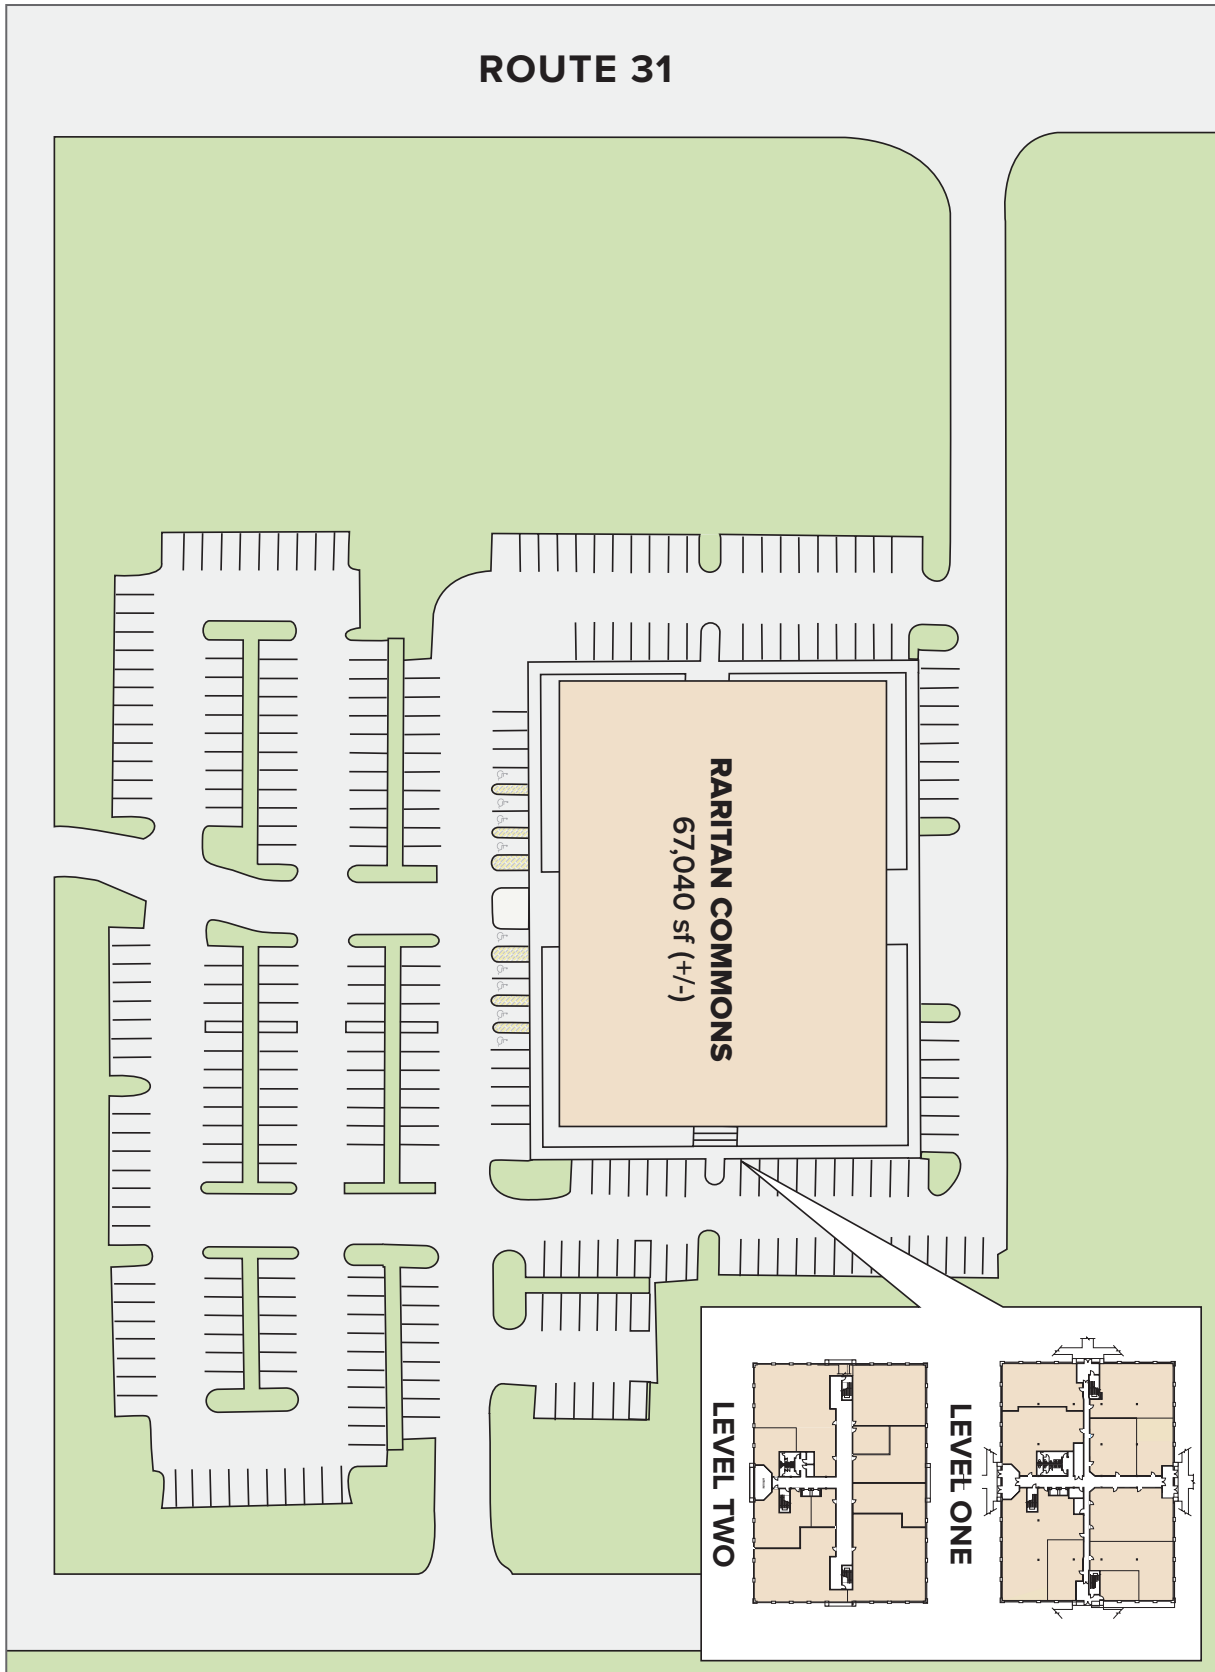 ROUTE 31
RARITAN COMMONS
67,040 sf (+/-)
LEVEL TWO
LEVEL ONE